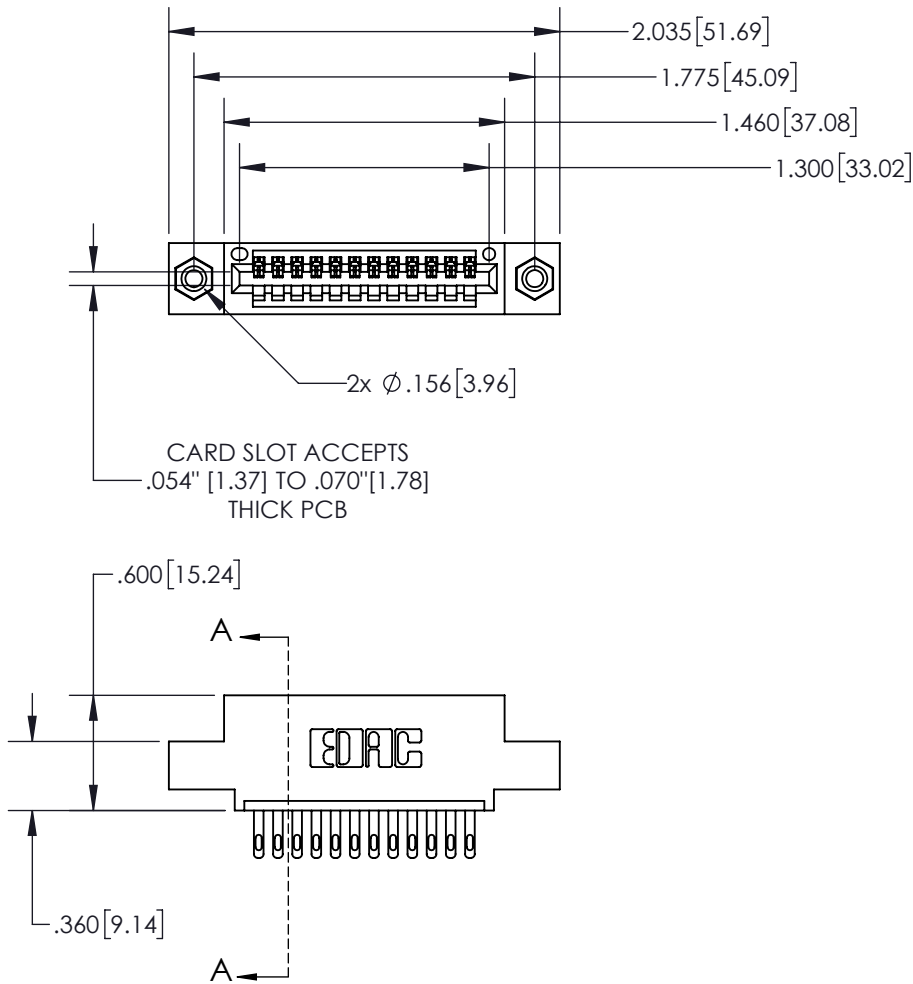 2.035[51.69]
1.775[45.09]
1.460[37.08]
1.300[33.02]
2x ∅.156[3.96]
CARD SLOT ACCEPTS
.054" [1.37] TO .070"[1.78]
THICK PCB
.600[15.24]
A
EDAC
.360[9.14]
A